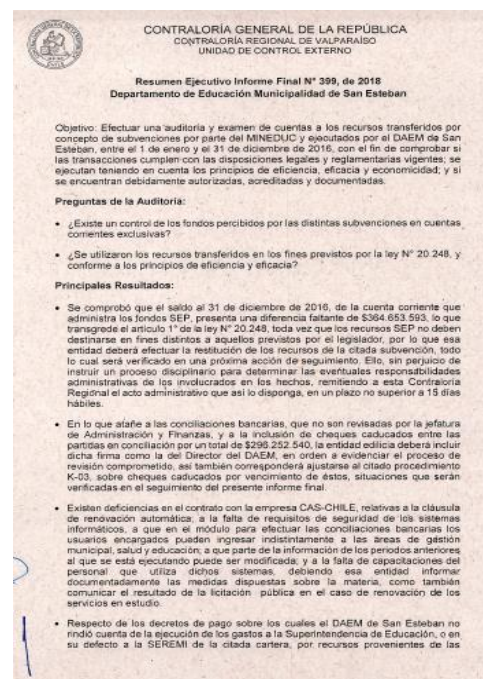 CONTRALORÍA GENERAL DE LA REPÚBLICA
CONTRALORÍA REGIONAL DE VALPARAÍSO
UNIDAD DE CONTROL EXTERNO
Resumen Ejecutivo Informe Final N° 399, de 2018
Departamento de Educación Municipalidad de San Esteban
Objetivo: Efectuar una auditoría y examen de cuentas a los recursos transferidos por
concepto de subvenciones por parte del MINEDUC y ejecutados por el DAEM de San
Esteban, entre el 1 de enero y el 31 de diciembre de 2016, con el fin de comprobar si
las transacciones cumplen con las disposiciones legales y reglamentarias vigentes; se
ejecutan teniendo en cuenta los principios de eficiencia, eficacia y economicidad; y si
se encuentran debidamente autorizadas, acreditadas y documentadas.
Preguntas de la Auditoría:
• ¿Existe un control de los fondos percibidos por las distintas subvenciones en cuentas
corrientes exclusivas?
• ¿Se utilizaron los recursos transferidos en los fines previstos por la ley N° 20.248, y
conforme a los principios de eficiencia y eficacia?
Principales Resultados:
• Se comprobó que el saldo al 31 de diciembre de 2016, de la cuenta corriente que
administra los fondos SEP, presenta una diferencia faltante de $364.653.593, lo que
transgrede el artículo 1° de la ley N° 20.248, toda vez que los recursos SEP no deben
destinarse en fines distintos a aquellos previstos por el legislador, por lo que esa
entidad deberá efectuar la restitución de los recursos de la citada subvención, todo
lo cual será verificado en una próxima acción de seguimiento. Ello, sin perjuicio de
instruir un proceso disciplinario para determinar las eventuales responsabilidades
administrativas de los involucrados en los hechos, remitiendo a esta Contraloría
Regional el acto administrativo que así lo disponga, en un plazo no superior a 15 días
hábiles.
• En lo que atañe a las conciliaciones bancarias, que no son revisadas por la jefatura
de Administración y Finanzas, y a la inclusión de cheques caducados entre las
partidas en conciliación por un total de $296.252.540, la entidad edilicia deberá incluir
dicha firma como la del Director del DAEM, en orden a evidenciar el proceso de
revisión comprometido, así también corresponderá ajustarse al citado procedimiento
K-03, sobre cheques caducados por vencimiento de éstos, situaciones que serán
verificadas en el seguimiento del presente informe final.
• Existen deficiencias en el contrato con la empresa CAS-CHILE, relativas a la cláusula
de renovación automática; a la falta de requisitos de seguridad de los sistemas
informáticos, a que en el módulo para efectuar las conciliaciones bancarias los
usuarios encargados pueden ingresar indistintamente a las áreas de gestión
municipal, salud y educación; a que parte de la información de los periodos anteriores
al que se está ejecutando puede ser modificada; y a la falta de capacitaciones del
personal que utiliza dichos sistemas, debiendo esa entidad informar
documentadamente las medidas dispuestas sobre la materia, como también
comunicar el resultado de la licitación pública en el caso de renovación de los
servicios en estudio.
• Respecto de los decretos de pago sobre los cuales el DAEM de San Esteban no
rindió cuenta de la ejecución de los gastos a la Superintendencia de Educación, o en
su defecto a la SEREMI de la citada cartera, por recursos provenientes de las